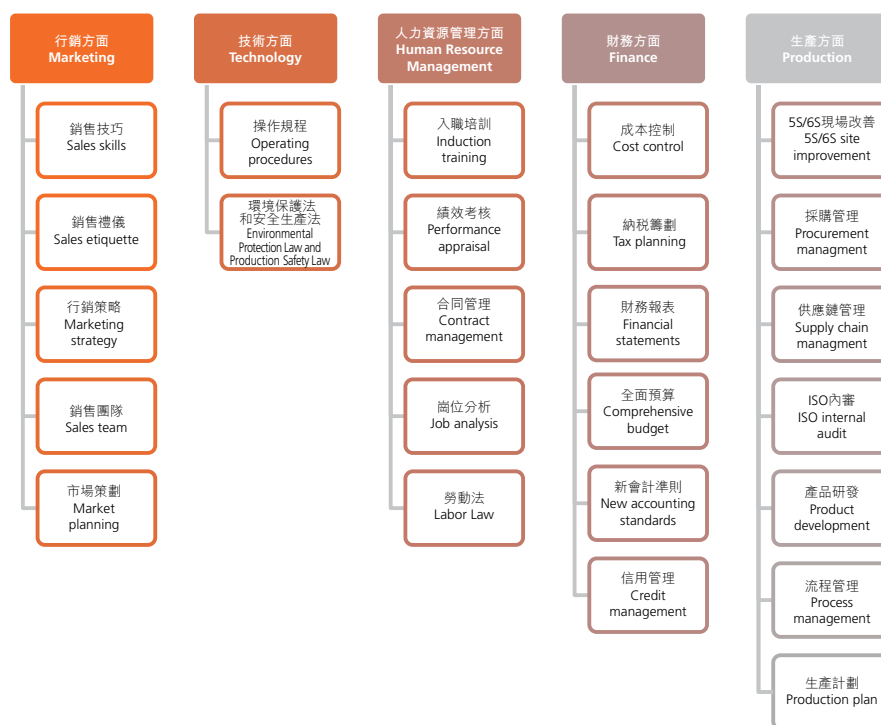 行銷方面
Marketing
銷售技巧
Sales skills
銷售禮儀
Sales etiquette
行銷策略
Marketing
strategy
銷售團隊
Sales team
市場策劃
Market
planning
技術方面
Technology
操作規程
Operating
procedures
環境保護法
和安全生產法
Environmental
Protection Law and
Production Safety Law
人力資源管理方面
Human Resource
Management
入職培訓
Induction
training
績效考核
Performance
appraisal
合同管理
Contract
management
崗位分析
Job analysis
勞動法
Labor Law
財務方面
Finance
成本控制
Cost control
納稅籌劃
Tax planning
財務報表
Financial
statements
全面預算
Comprehensive
budget
新會計準則
New accounting
standards
信用管理
Credit
management
生產方面
Production
5S/6S現場改善
5S/6S site
improvement
採購管理
Procurement
managment
供應鏈管理
Supply chain
managment
ISO內審
ISO internal
audit
產品研發
Product
development
流程管理
Process
management
生產計劃
Production plan